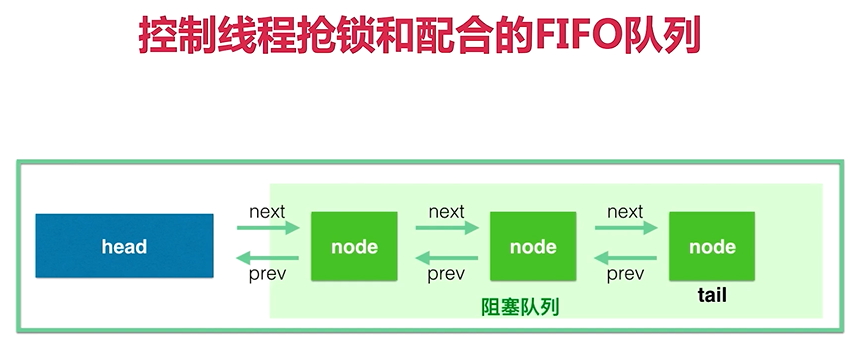 控制线程抢锁和配合的FIFO队列
next next next
head node node node
prev prev prev
tail
阻塞队列